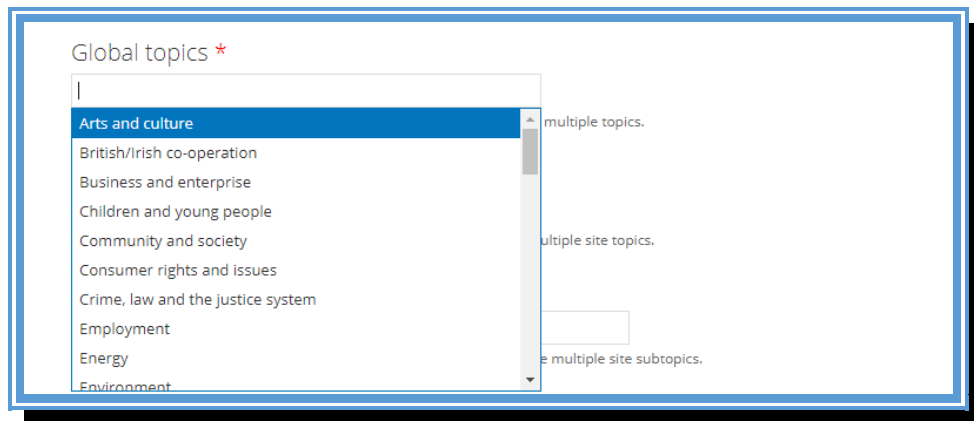 Global topics *
Arts and culture
multiple topics.
British/Irish co-operation
Business and enterprise
Children and young people
Community and society
ultiple site topics.
Consumer rights and issues
Crime, law and the justice system
Employment
Energy
e multiple site subtopics.
Environment